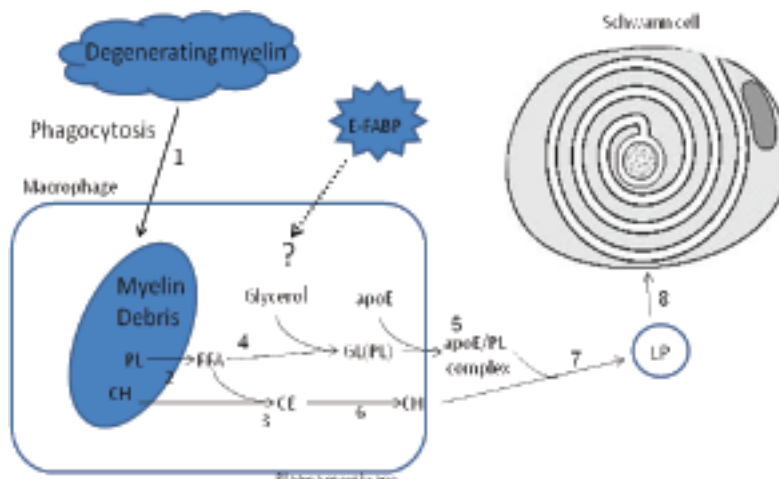 Schwann cell
Degenerating myelin
E-FABP
Phagocytosis
1
Macrophage
?
Myelin
Debris
Glycerol
apoE
8
4
5
PL
FFA
GL(PL)
apoE/PL
complex
7
LP
2
CH
CE
CH
3
6